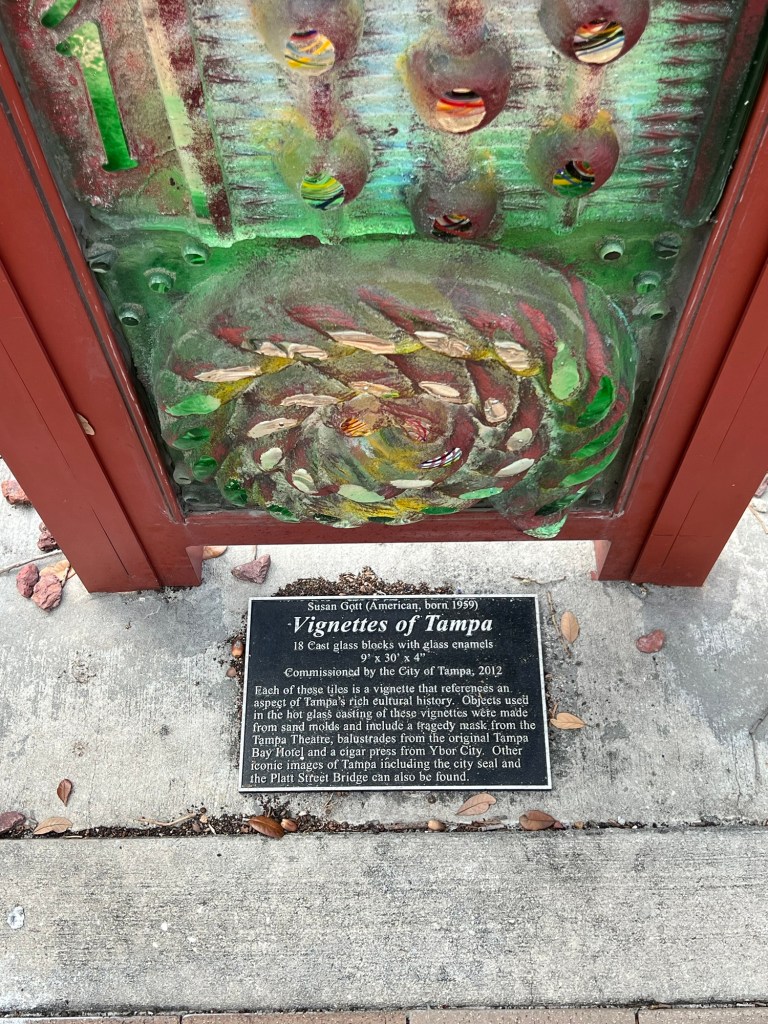 1
Susan Gott (American, born 1959)
Vignettes of Tampa
18 Cast glass blocks with glass enamels
9' x 30' x 4"
Commissioned by the City of Tampa, 2012
Each of these tiles is a vignette that references an
aspect of Tampa's rich cultural history. Objects used
in the hot glass casting of these vignettes were made
from sand molds and include a tragedy mask from the
Tampa Theatre, balustrades from the original Tampa
Bay Hotel and a cigar press from Ybor City. Other
iconic images of Tampa including the city seal and
the Platt Street Bridge can also be found.